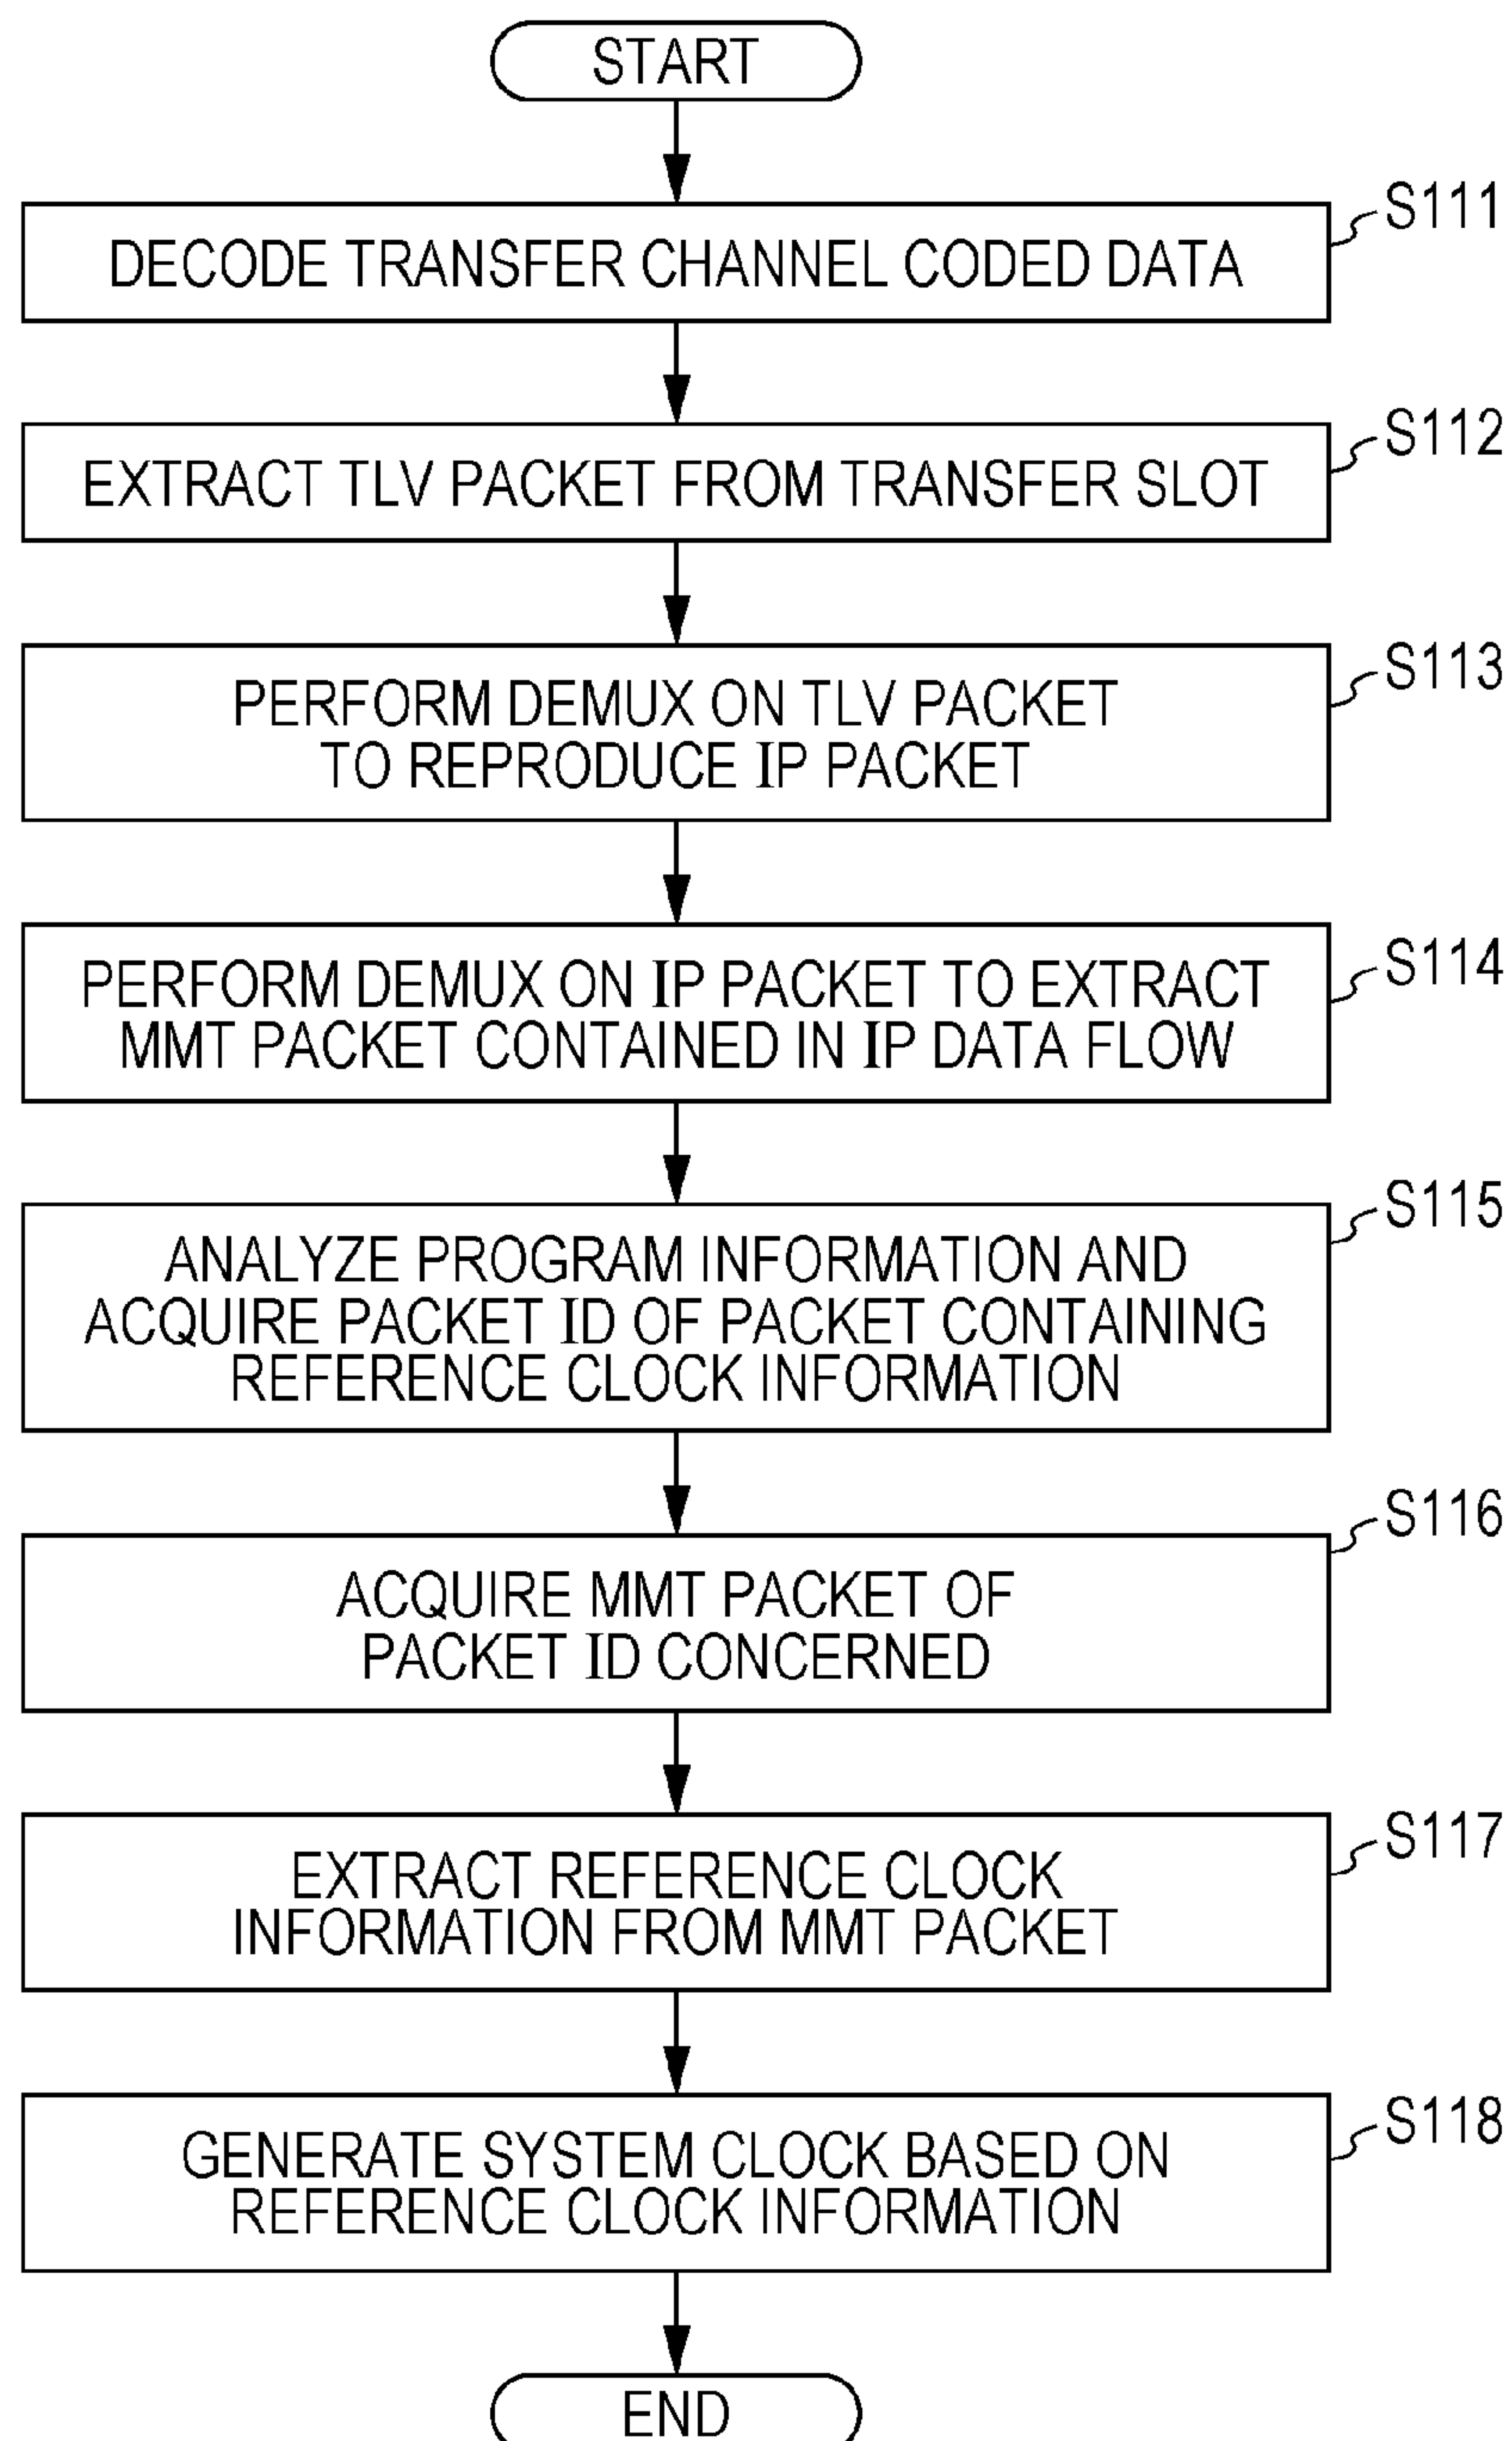 START
S111
DECODE TRANSFER CHANNEL CODED DATA
S112
EXTRACT TLV PACKET FROM TRANSFER SLOT
S113
PERFORM DEMUX ON TLV PACKET
TO REPRODUCE IP PACKET
S114
PERFORM DEMUX ON IP PACKET TO EXTRACT
MMT PACKET CONTAINED IN IP DATA FLOW
S115
ANALYZE PROGRAM INFORMATION AND
ACQUIRE PACKET ID OF PACKET CONTAINING
REFERENCE CLOCK INFORMATION
S116
ACQUIRE MMT PACKET OF
PACKET ID CONCERNED
S117
EXTRACT REFERENCE CLOCK
INFORMATION FROM MMT PACKET
S118
GENERATE SYSTEM CLOCK BASED ON
REFERENCE CLOCK INFORMATION
END